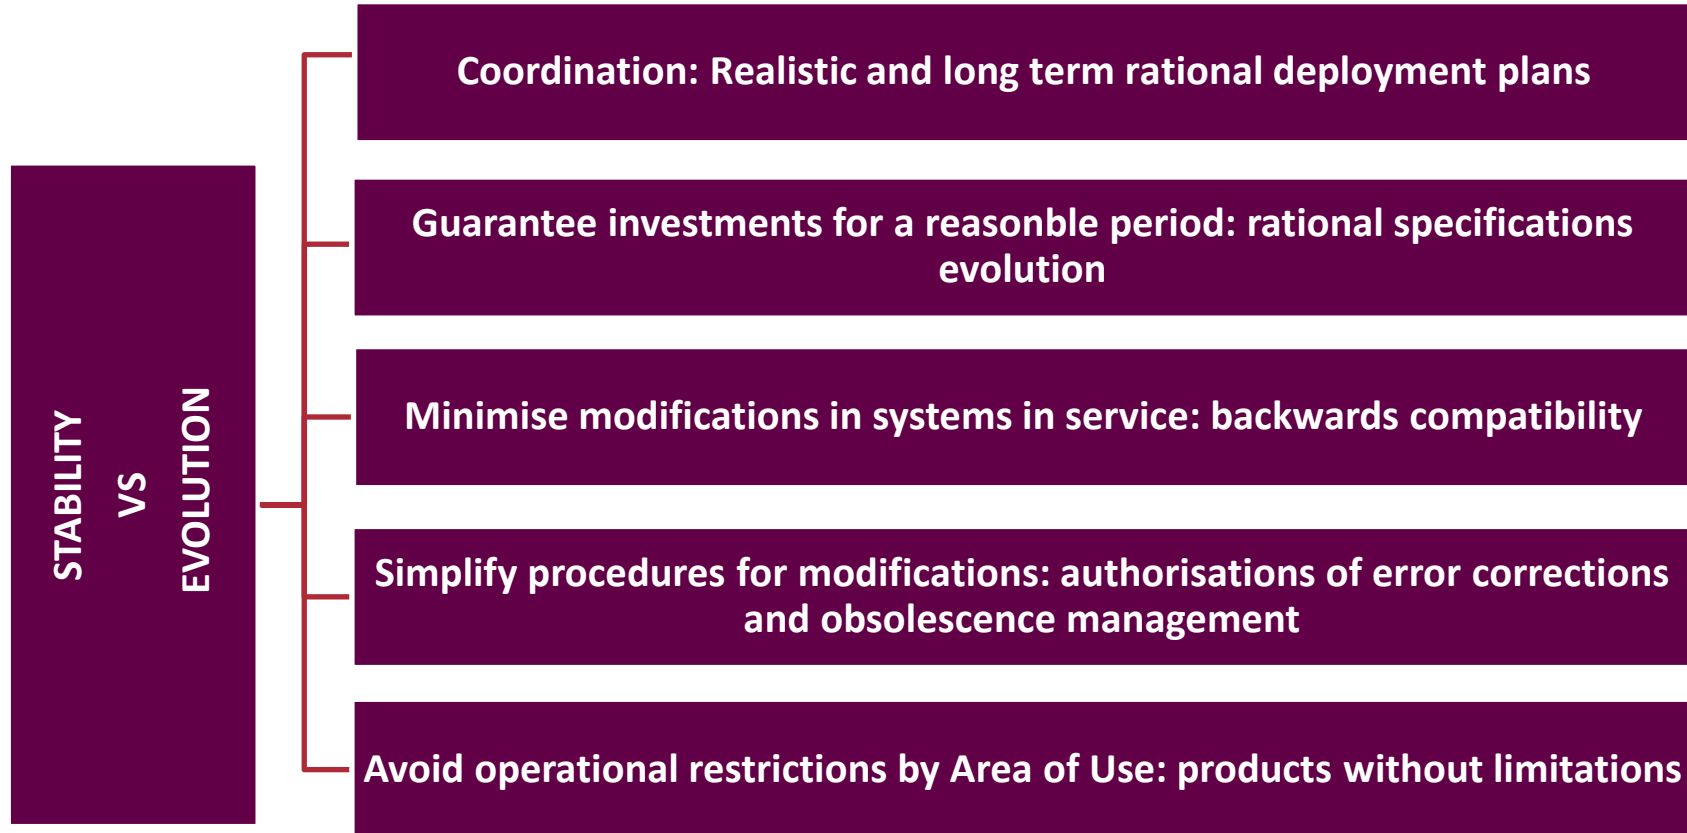 STABILITY
VS
EVOLUTION
Coordination: Realistic and long term rational deployment plans
Guarantee investments for a reasonble period: rational specifications
evolution
Minimise modifications in systems in service: backwards compatibility
Simplify procedures for modifications: authorisations of error corrections
and obsolescence management
Avoid operational restrictions by Area of Use: products without limitations